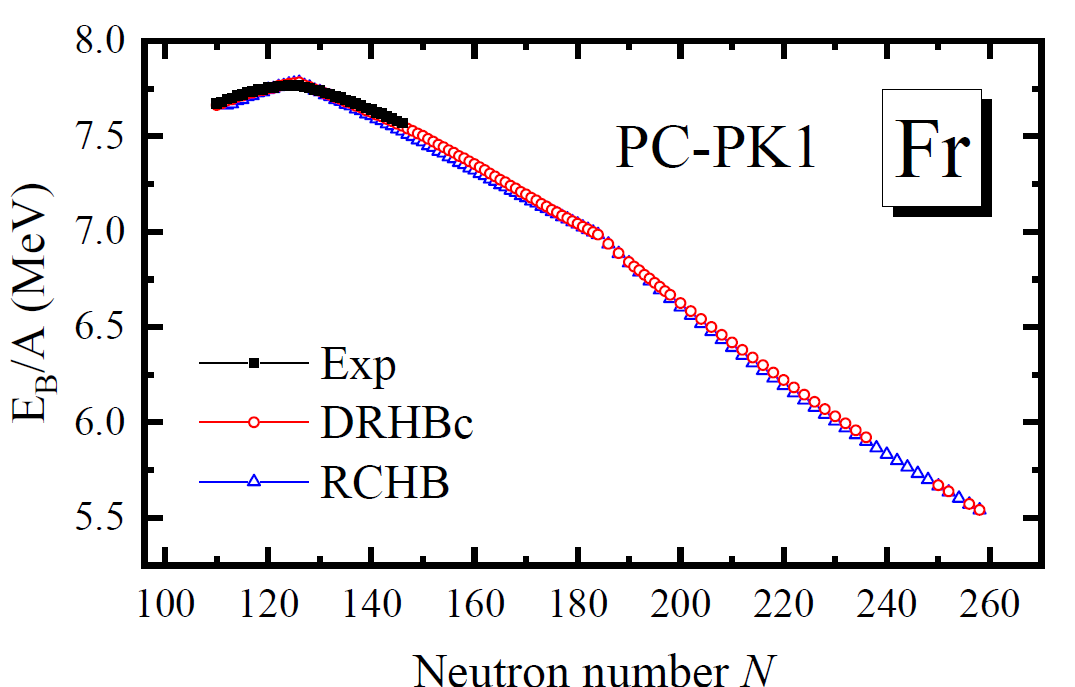 8.0
7.5
7.0
6.5
6.0
5.5
E_B/A (MeV)
PC-PK1
Fr
Exp
DRHBc
RCHB
100 120 140 160 180 200 220 240 260
Neutron number N